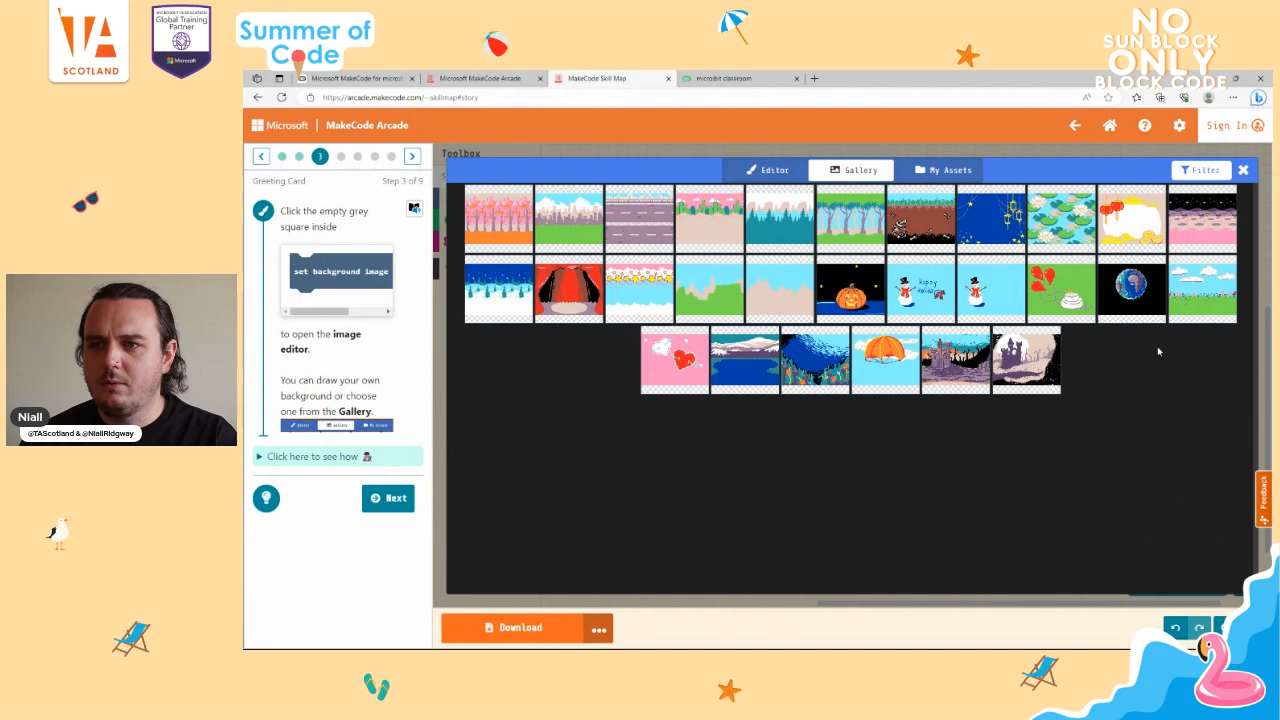 TA
SCOTLAND
MICROSOFT IN EDUCATION
Global Training
Partner
Microsoft
Summer of
Code
NO
SUN BLOCK
ONLY
BLOCK CODE
Microsoft MakeCode for micro:
Microsoft MakeCode Arcade
MakeCode Skill Map
micro:bit classroom
https://arcade.makecode.com/--skillmap#story
Microsoft
MakeCode Arcade
Sign In
3
Toolbox
Editor
Gallery
My Assets
Filter
Greeting Card
Step 3 of 9
Click the empty grey
square inside
set background image
to open the image
editor.
You can draw your own
background or choose
one from the Gallery.
Gallery
My Assets
Click here to see how
Next
Happy
Holidays
Feedback
Download
Niall
@TAScotland & @NiallRidgway